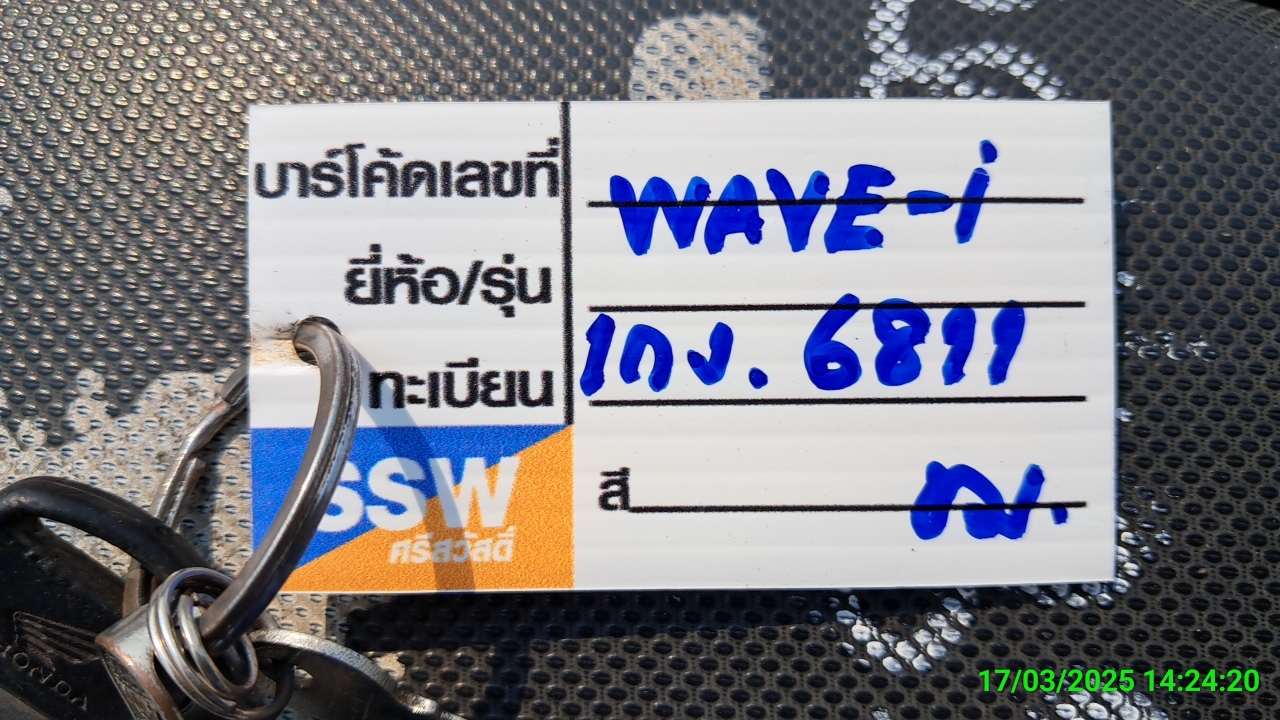 บาร์โค้ดเลขที่ WAVE-i
ยี่ห้อ/รุ่น
ทะเบียน 1กง. 6811
SSW
ศรีสวัสดิ์
สี
HONDA
17/03/2025 14:24:20